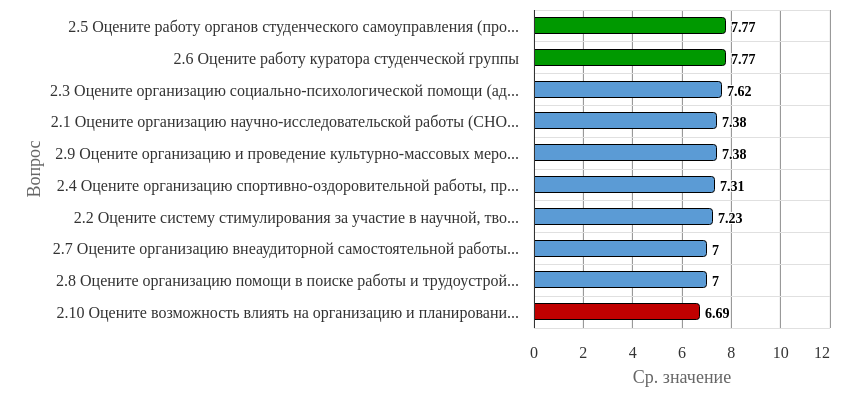 2.5 Оцените работу органов студенческого самоуправления (про... 7.77
2.6 Оцените работу куратора студенческой группы 7.77
2.3 Оцените организацию социально-психологической помощи (ад... 7.62
2.1 Оцените организацию научно-исследовательской работы (СНО... 7.38
2.9 Оцените организацию и проведение культурно-массовых меро... 7.38
2.4 Оцените организацию спортивно-оздоровительной работы, пр... 7.31
2.2 Оцените систему стимулирования за участие в научной, тво... 7.23
2.7 Оцените организацию внеаудиторной самостоятельной работы... 7
2.8 Оцените организацию помощи в поиске работы и трудоустрой... 7
2.10 Оцените возможность влиять на организацию и планировани... 6.69
Вопрос
0 2 4 6 8 10 12
Ср. значение